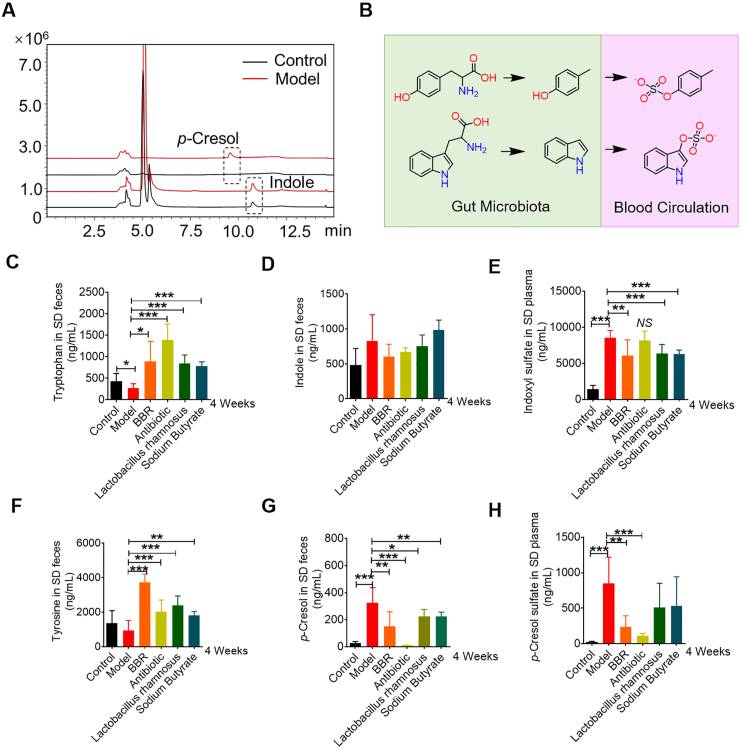 A
×10⁶
7.0
5.0
3.0
1.0
0
2.5
5.0
7.5
10.0
12.5
min
Control
Model
p-Cresol
Indole
B
HO
O
OH
NH₂
HO
O
S
O
O⁻
O
O
OH
NH₂
N
H
N
H
O
O
S
O
O⁻
N
H
Gut Microbiota
Blood Circulation
C
Tryptophan in SD feces
(ng/mL)
2500
2000
1500
1000
500
0
***
***
***
*
*
Control
Model
BBR
Antibiotic
Lactobacillus rhamnosus
Sodium Butyrate
4 Weeks
D
Indole in SD feces
(ng/mL)
1500
1000
500
0
Control
Model
BBR
Antibiotic
Lactobacillus rhamnosus
Sodium Butyrate
4 Weeks
E
Indoxyl sulfate in SD plasma
(ng/mL)
15000
10000
5000
0
***
***
**
***
NS
Control
Model
BBR
Antibiotic
Lactobacillus rhamnosus
Sodium Butyrate
4 Weeks
F
Tyrosine in SD feces
(ng/mL)
6000
4000
2000
0
**
***
***
***
Control
Model
BBR
Antibiotic
Lactobacillus rhamnosus
Sodium Butyrate
4 Weeks
G
p-Cresol in SD feces
(ng/mL)
800
600
400
200
0
**
*
***
**
***
Control
Model
BBR
Antibiotic
Lactobacillus rhamnosus
Sodium Butyrate
4 Weeks
H
p-Cresol sulfate in SD plasma
(ng/mL)
1500
1000
500
0
***
**
***
Control
Model
BBR
Antibiotic
Lactobacillus rhamnosus
Sodium Butyrate
4 Weeks